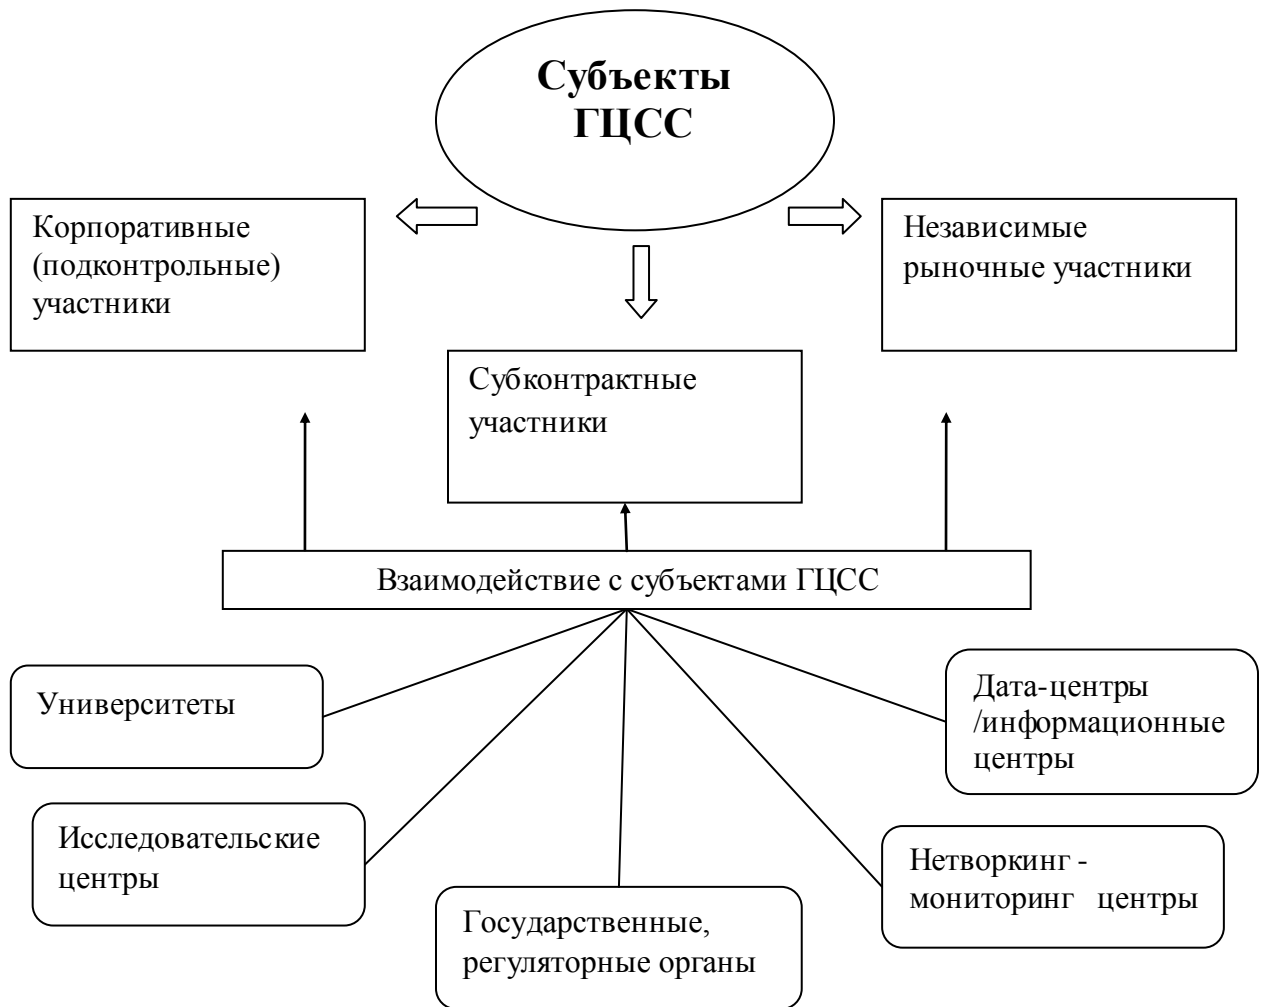 Субъекты
ГЦСС
Корпоративные
(подконтрольные)
участники
Независимые
рыночные участники
Субконтрактные
участники
Взаимодействие с субъектами ГЦСС
Университеты
Дата-центры
/информационные
центры
Исследовательские
центры
Нетворкинг -
мониторинг центры
Государственные,
регуляторные органы